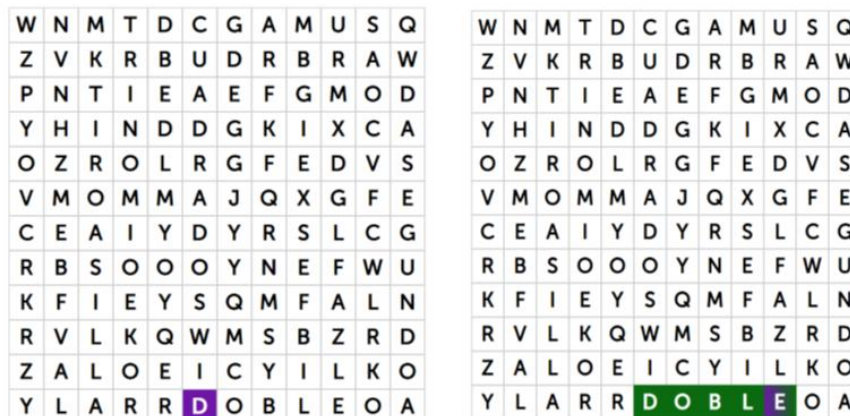 W N M T D C G A M U S Q
Z V K R B U D R B R A W
P N T I E A E F G M O D
Y H I N D D G K I X C A
O Z R O L R G F E D V S
V M O M M A J Q X G F E
C E A I Y D Y R S L C G
R B S O O O Y N E F W U
K F I E Y S Q M F A L N
R V L K Q W M S B Z R D
Z A L O E I C Y I L K O
Y L A R R D O B L E O A
W N M T D C G A M U S Q
Z V K R B U D R B R A W
P N T I E A E F G M O D
Y H I N D D G K I X C A
O Z R O L R G F E D V S
V M O M M A J Q X G F E
C E A I Y D Y R S L C G
R B S O O O Y N E F W U
K F I E Y S Q M F A L N
R V L K Q W M S B Z R D
Z A L O E I C Y I L K O
Y L A R R D O B L E O A